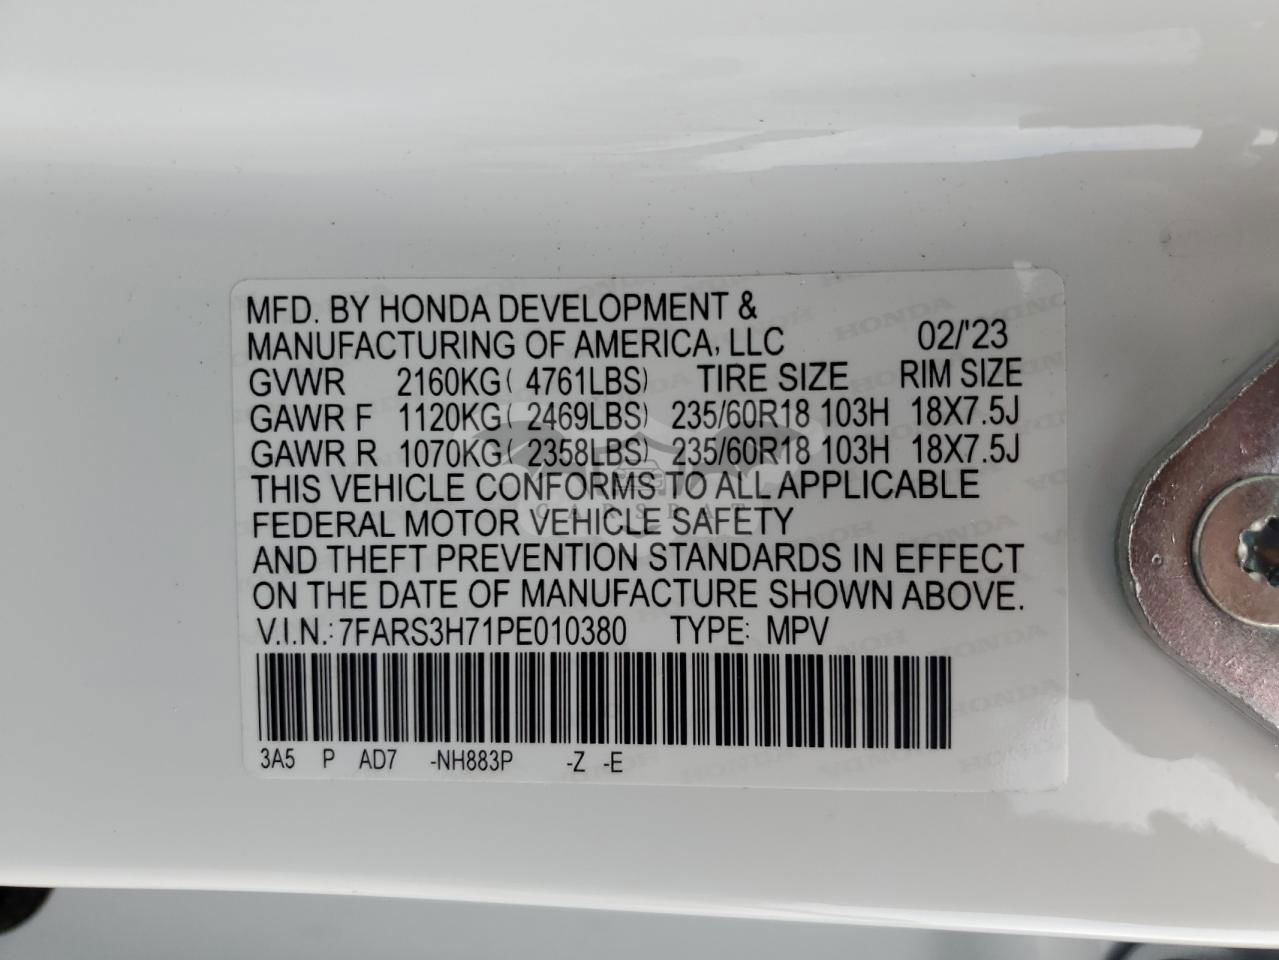 MFD. BY HONDA DEVELOPMENT &
MANUFACTURING OF AMERICA, LLC 02/'23
GVWR 2160KG( 4761LBS) TIRE SIZE RIM SIZE
GAWR F 1120KG( 2469LBS) 235/60R18 103H 18X7.5J
GAWR R 1070KG( 2358LBS) 235/60R18 103H 18X7.5J
THIS VEHICLE CONFORMS TO ALL APPLICABLE
FEDERAL MOTOR VEHICLE SAFETY
AND THEFT PREVENTION STANDARDS IN EFFECT
ON THE DATE OF MANUFACTURE SHOWN ABOVE.
V.I.N.: 7FARS3H71PE010380 TYPE: MPV
3A5 P AD7 -NH883P -Z -E
CARSBAT
HONDA